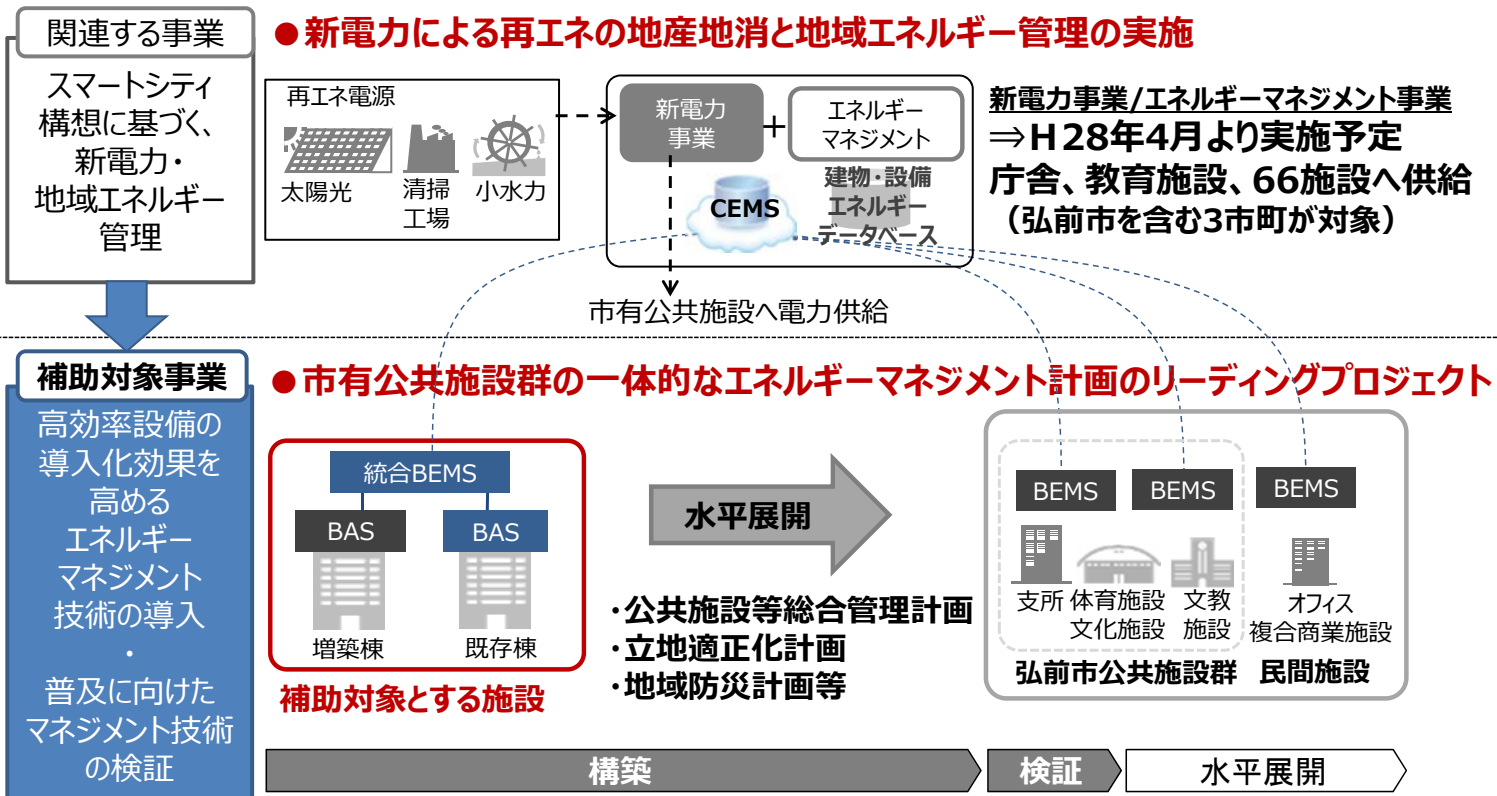 関連する事業
スマートシティ
構想に基づく、
新電力・
地域エネルギー
管理
●新電力による再エネの地産地消と地域エネルギー管理の実施
再エネ電源
太陽光
清掃
工場
小水力
新電力
事業
+
エネルギー
マネジメント
CEMS
建物・設備
エネルギー
データベース
市有公共施設へ電力供給
新電力事業/エネルギーマネジメント事業
⇒H28年4月より実施予定
庁舎、教育施設、66施設へ供給
（弘前市を含む3市町が対象）
補助対象事業
高効率設備の
導入化効果を
高める
エネルギー
マネジメント
技術の導入
・
普及に向けた
マネジメント技術
の検証
●市有公共施設群の一体的なエネルギーマネジメント計画のリーディングプロジェクト
統合BEMS
BAS
BAS
増築棟
既存棟
補助対象とする施設
水平展開
・公共施設等総合管理計画
・立地適正化計画
・地域防災計画等
BEMS
BEMS
BEMS
支所
体育施設
文化施設
文教
施設
オフィス
複合商業施設
弘前市公共施設群
民間施設
構築
検証
水平展開